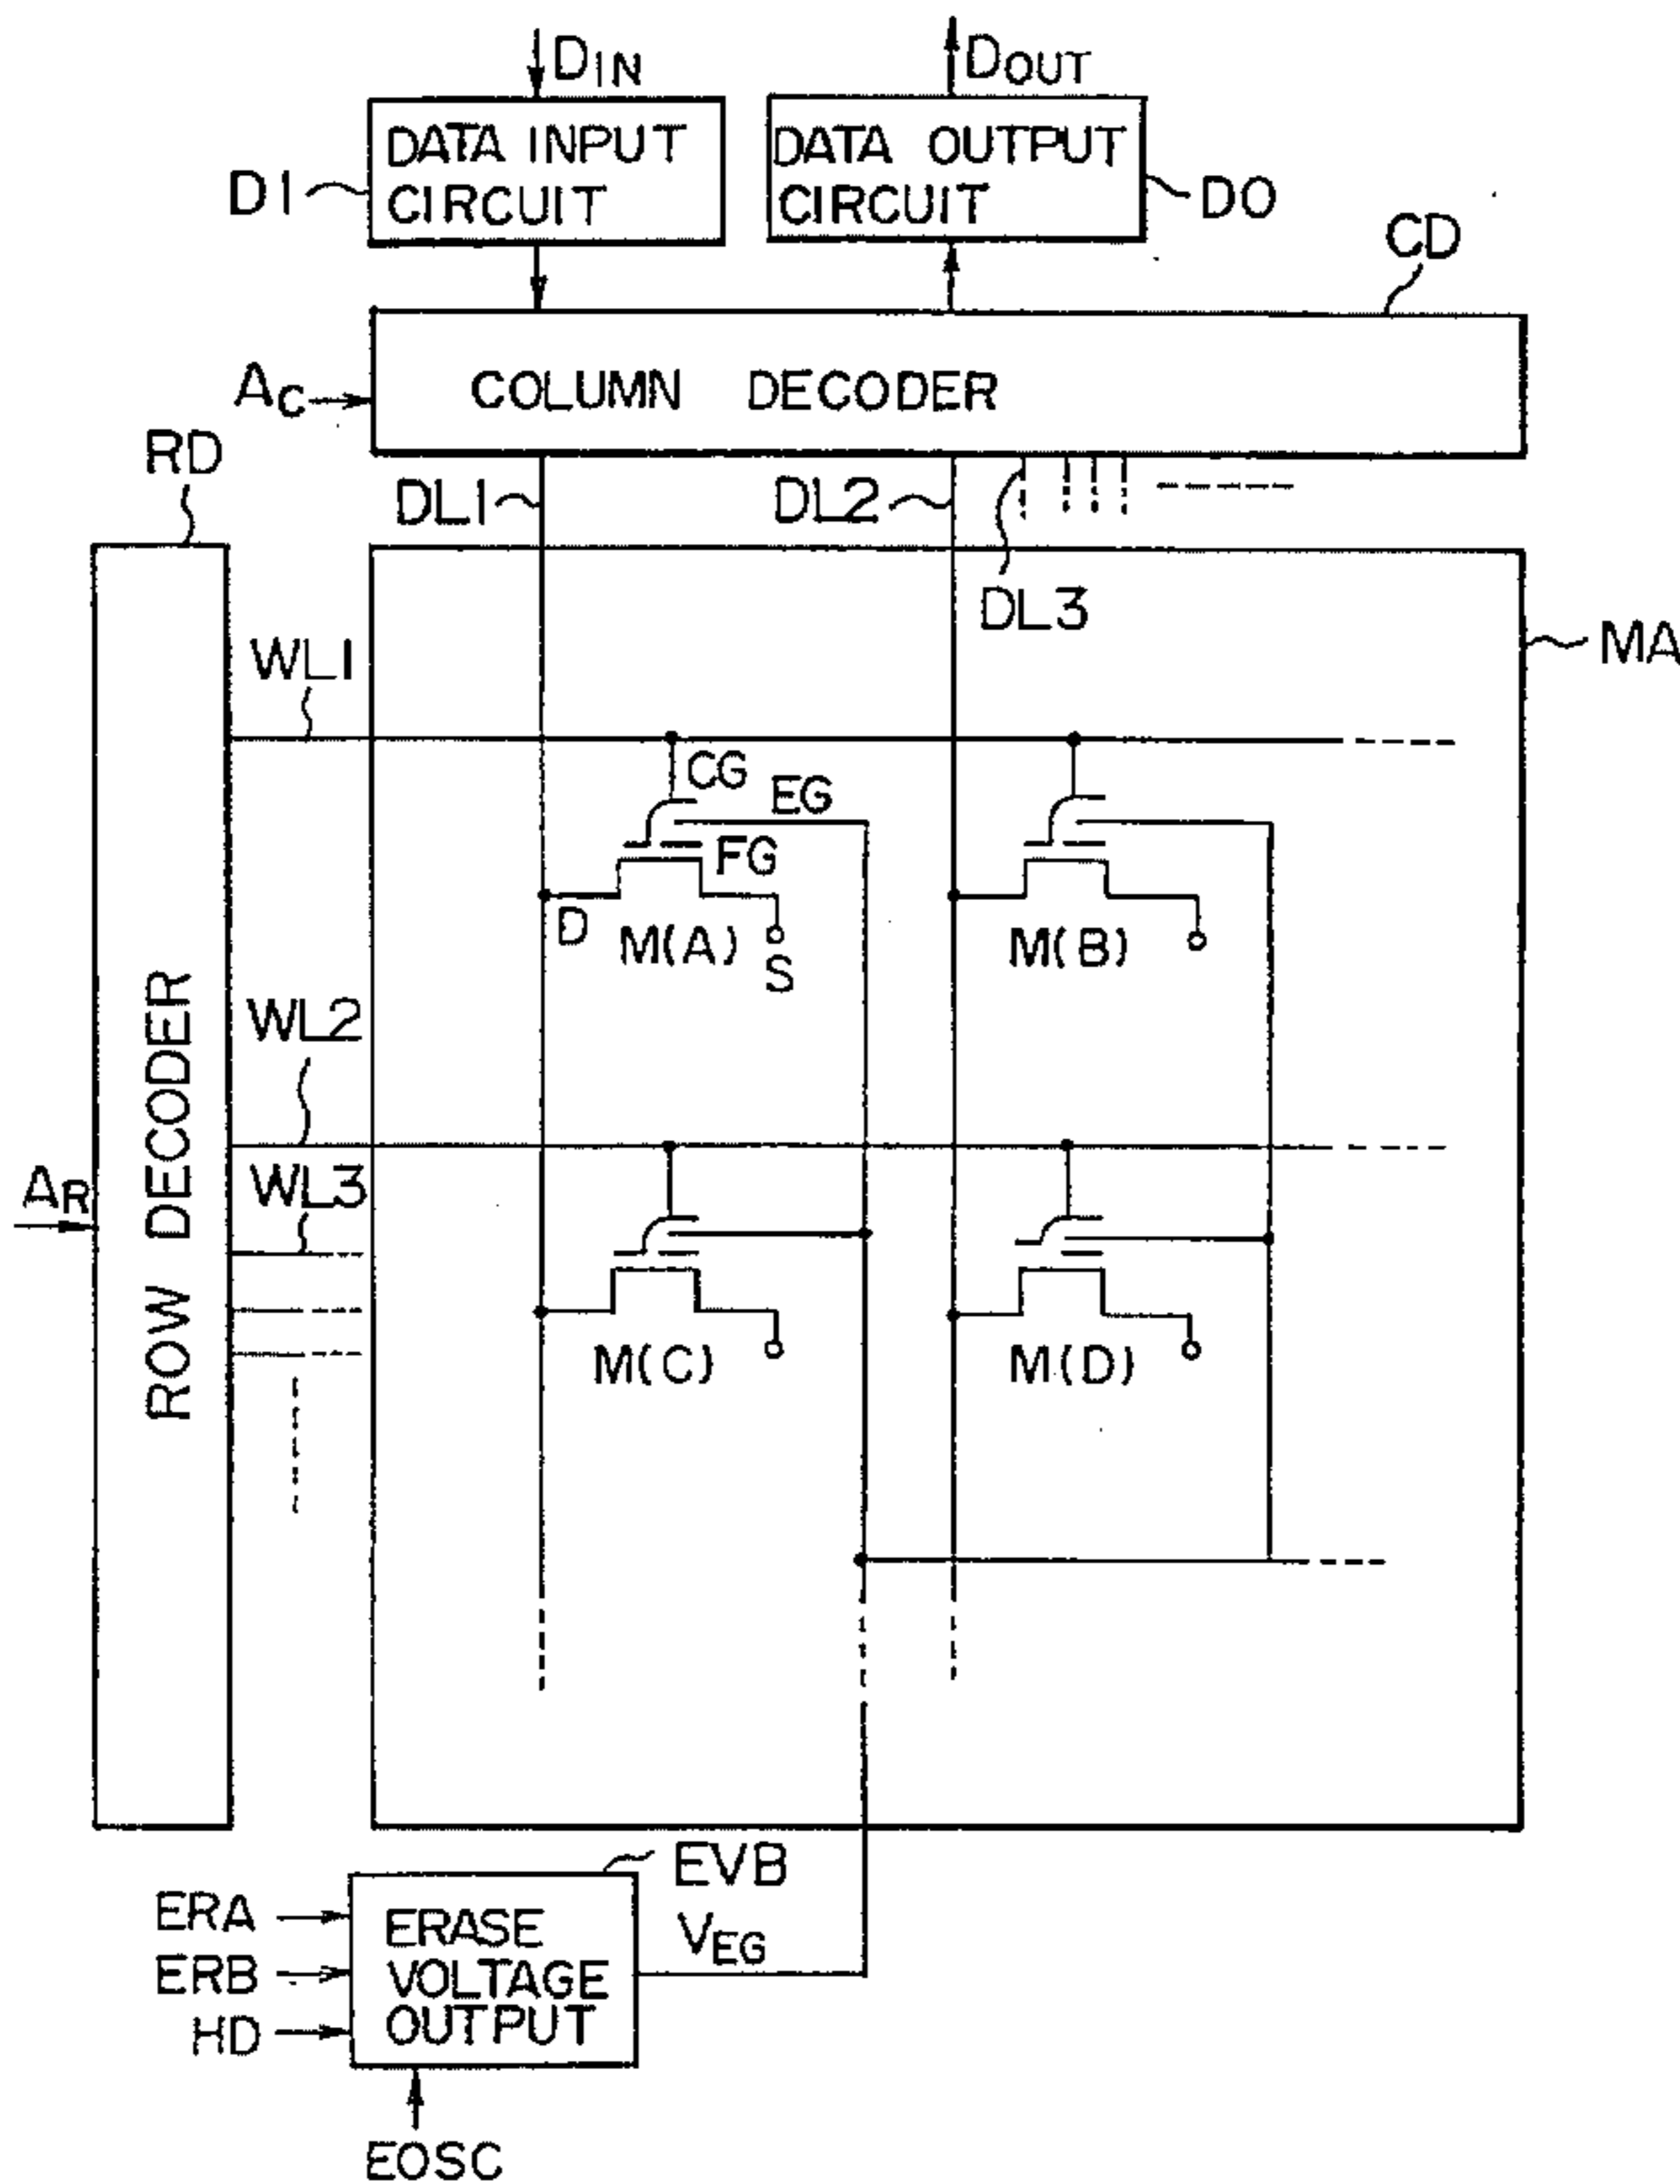 DIN
DOUT
DATA INPUT
CIRCUIT
DATA OUTPUT
CIRCUIT
DI
DO
CD
AC
COLUMN DECODER
RD
DL1
DL2
DL3
MA
WL1
CG
EG
FG
D
M(A)
S
M(B)
ROW DECODER
WL2
AR
WL3
M(C)
M(D)
EVB
ERA
ERB
HD
ERASE
VOLTAGE
OUTPUT
VEG
EOSC